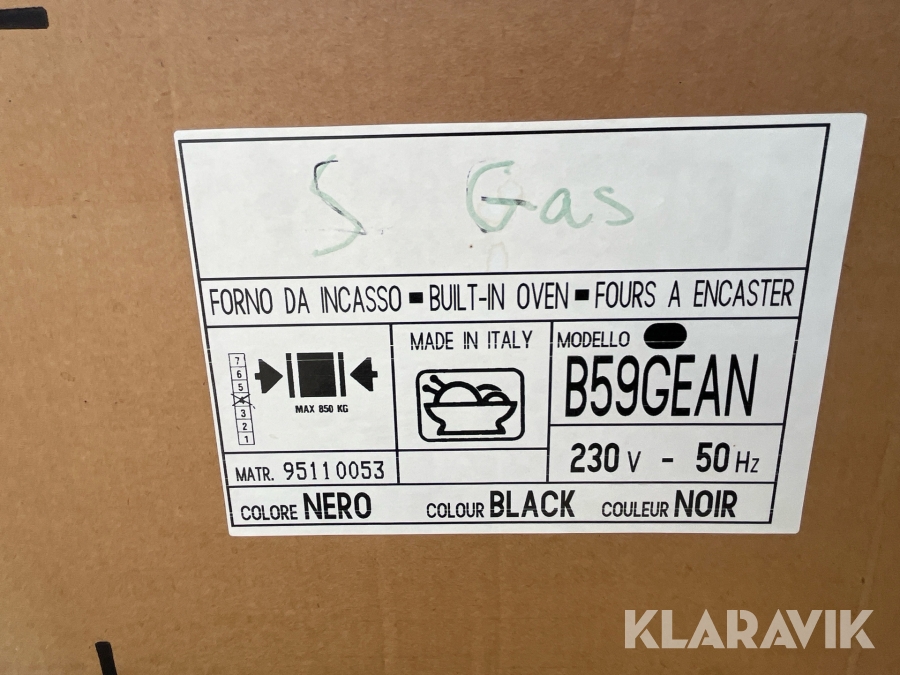 S Gas
FORNO DA INCASSO ▪ BUILT-IN OVEN ▪ FOURS A ENCASTER
7
6
5
4
3
2
1
MAX 850 KG
MADE IN ITALY
MODELLO
B59GEAN
MATR. 95110053
230 V - 50 Hz
COLORE NERO COLOUR BLACK COULEUR NOIR
KLARAVIK